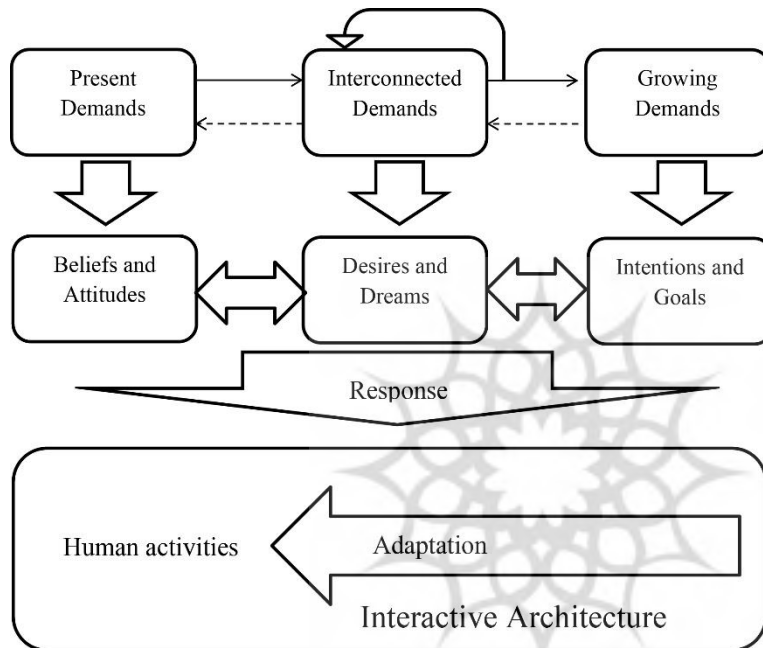 Present
Demands
Interconnected
Demands
Growing
Demands
Beliefs and
Attitudes
Desires and
Dreams
Intentions and
Goals
Response
Human activities
Adaptation
Interactive Architecture